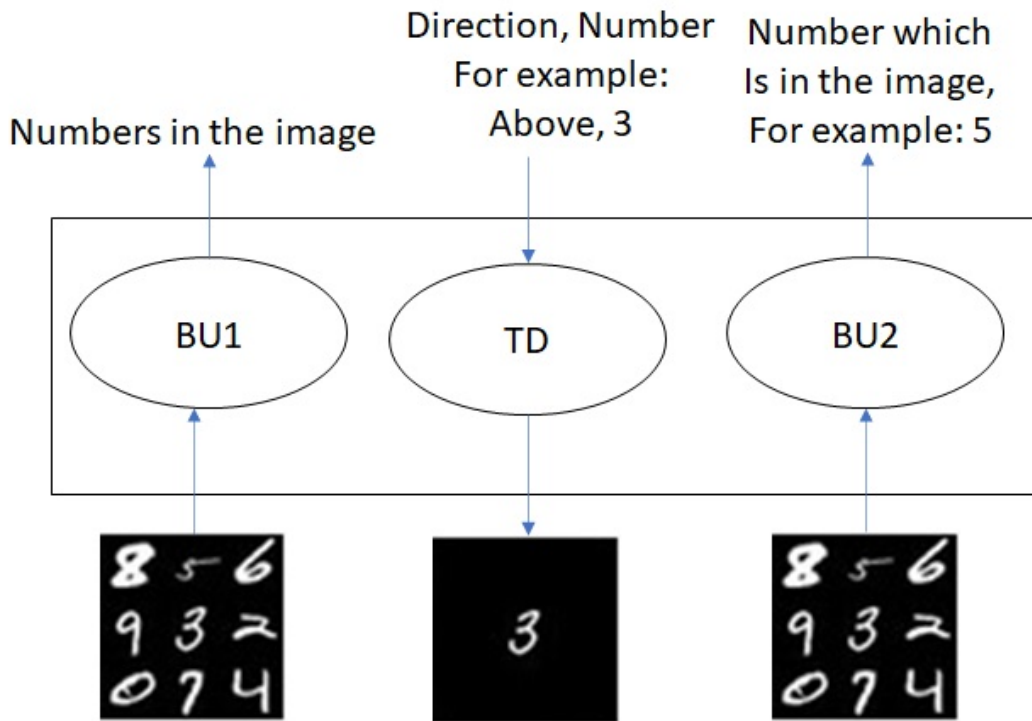 Numbers in the image
Direction, Number
For example:
Above, 3
Number which
Is in the image,
For example: 5
BU1
TD
BU2
8 5 6
9 3 2
0 7 4
3
8 5 6
9 3 2
0 7 4